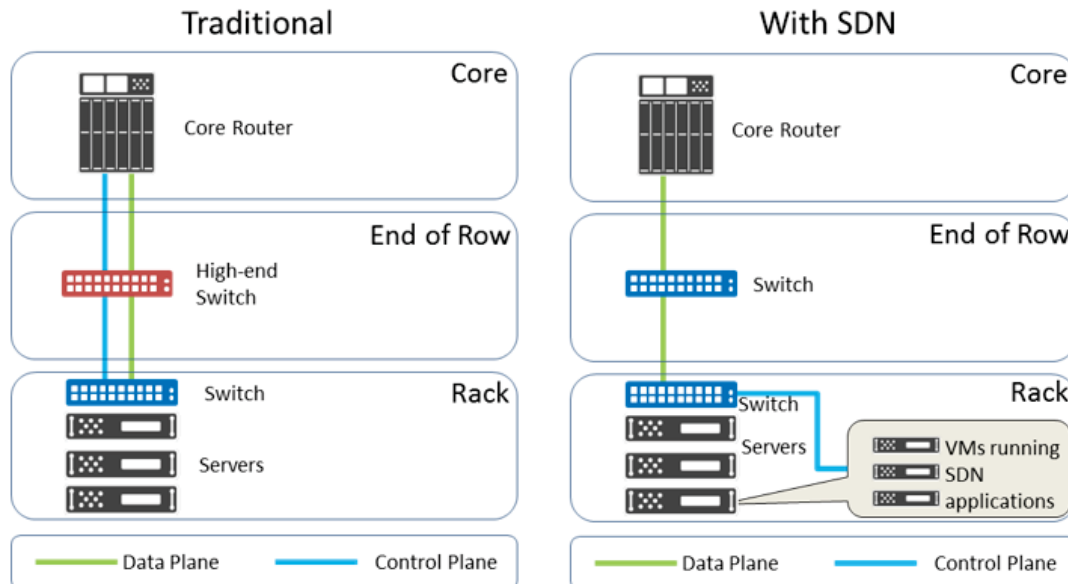 Traditional
Core
Core Router
End of Row
High-end
Switch
Switch
Rack
Servers
Data Plane
Control Plane
With SDN
Core
Core Router
End of Row
Switch
Rack
Switch
Servers
VMs running
SDN
applications
Data Plane
Control Plane